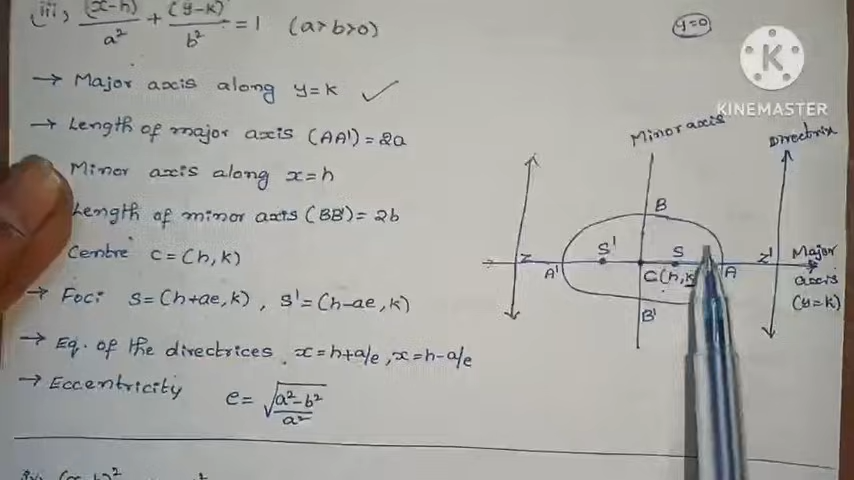 (iii) (x-h)²/a² + (y-k)²/b² = 1 (a>b>0)
y=0
→ Major axis along y=k ✓
→ Length of major axis (AA') = 2a
Minor axis along x=h
Length of minor axis (BB') = 2b
Centre C=(h,k)
→ Foci S=(h+ae,k), S'=(h-ae,k)
→ Eq. of the directrices x=h+a/e, x=h-a/e
→ Eccentricity e= √(a²-b²/a²)
K
KINEMASTER
Minor axis
Directrix
B
S'
S
Z
A'
C(h,k
A
Z'
Major
axis
(y=k)
B'